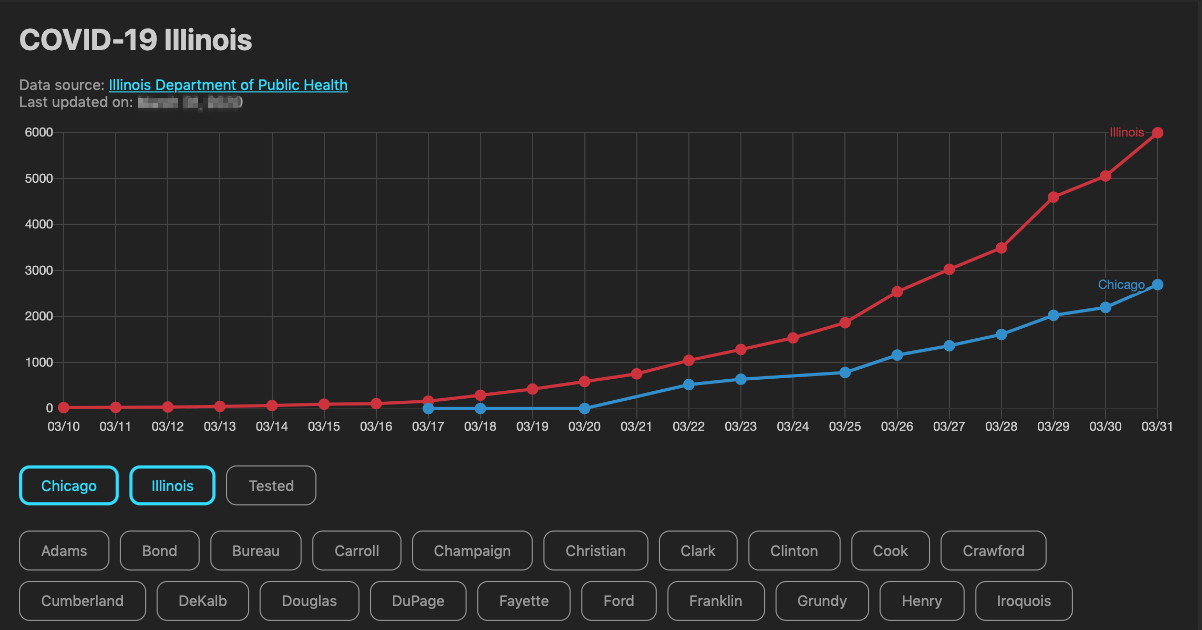 COVID-19 Illinois
Data source: Illinois Department of Public Health
Last updated on:
6000
5000
4000
3000
2000
1000
0
Illinois
Chicago
03/10 03/11 03/12 03/13 03/14 03/15 03/16 03/17 03/18 03/19 03/20 03/21 03/22 03/23 03/24 03/25 03/26 03/27 03/28 03/29 03/30 03/31
Chicago Illinois Tested
Adams Bond Bureau Carroll Champaign Christian Clark Clinton Cook Crawford
Cumberland DeKalb Douglas DuPage Fayette Ford Franklin Grundy Henry Iroquois